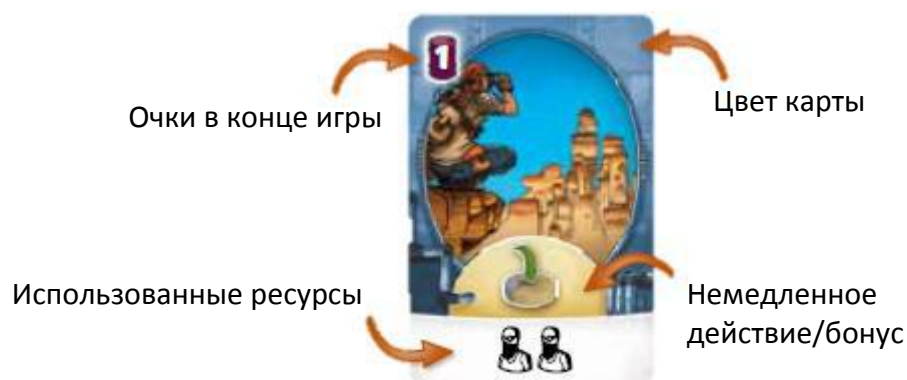 1
Очки в конце игры
Цвет карты
Использованные ресурсы
Немедленное
действие/бонус